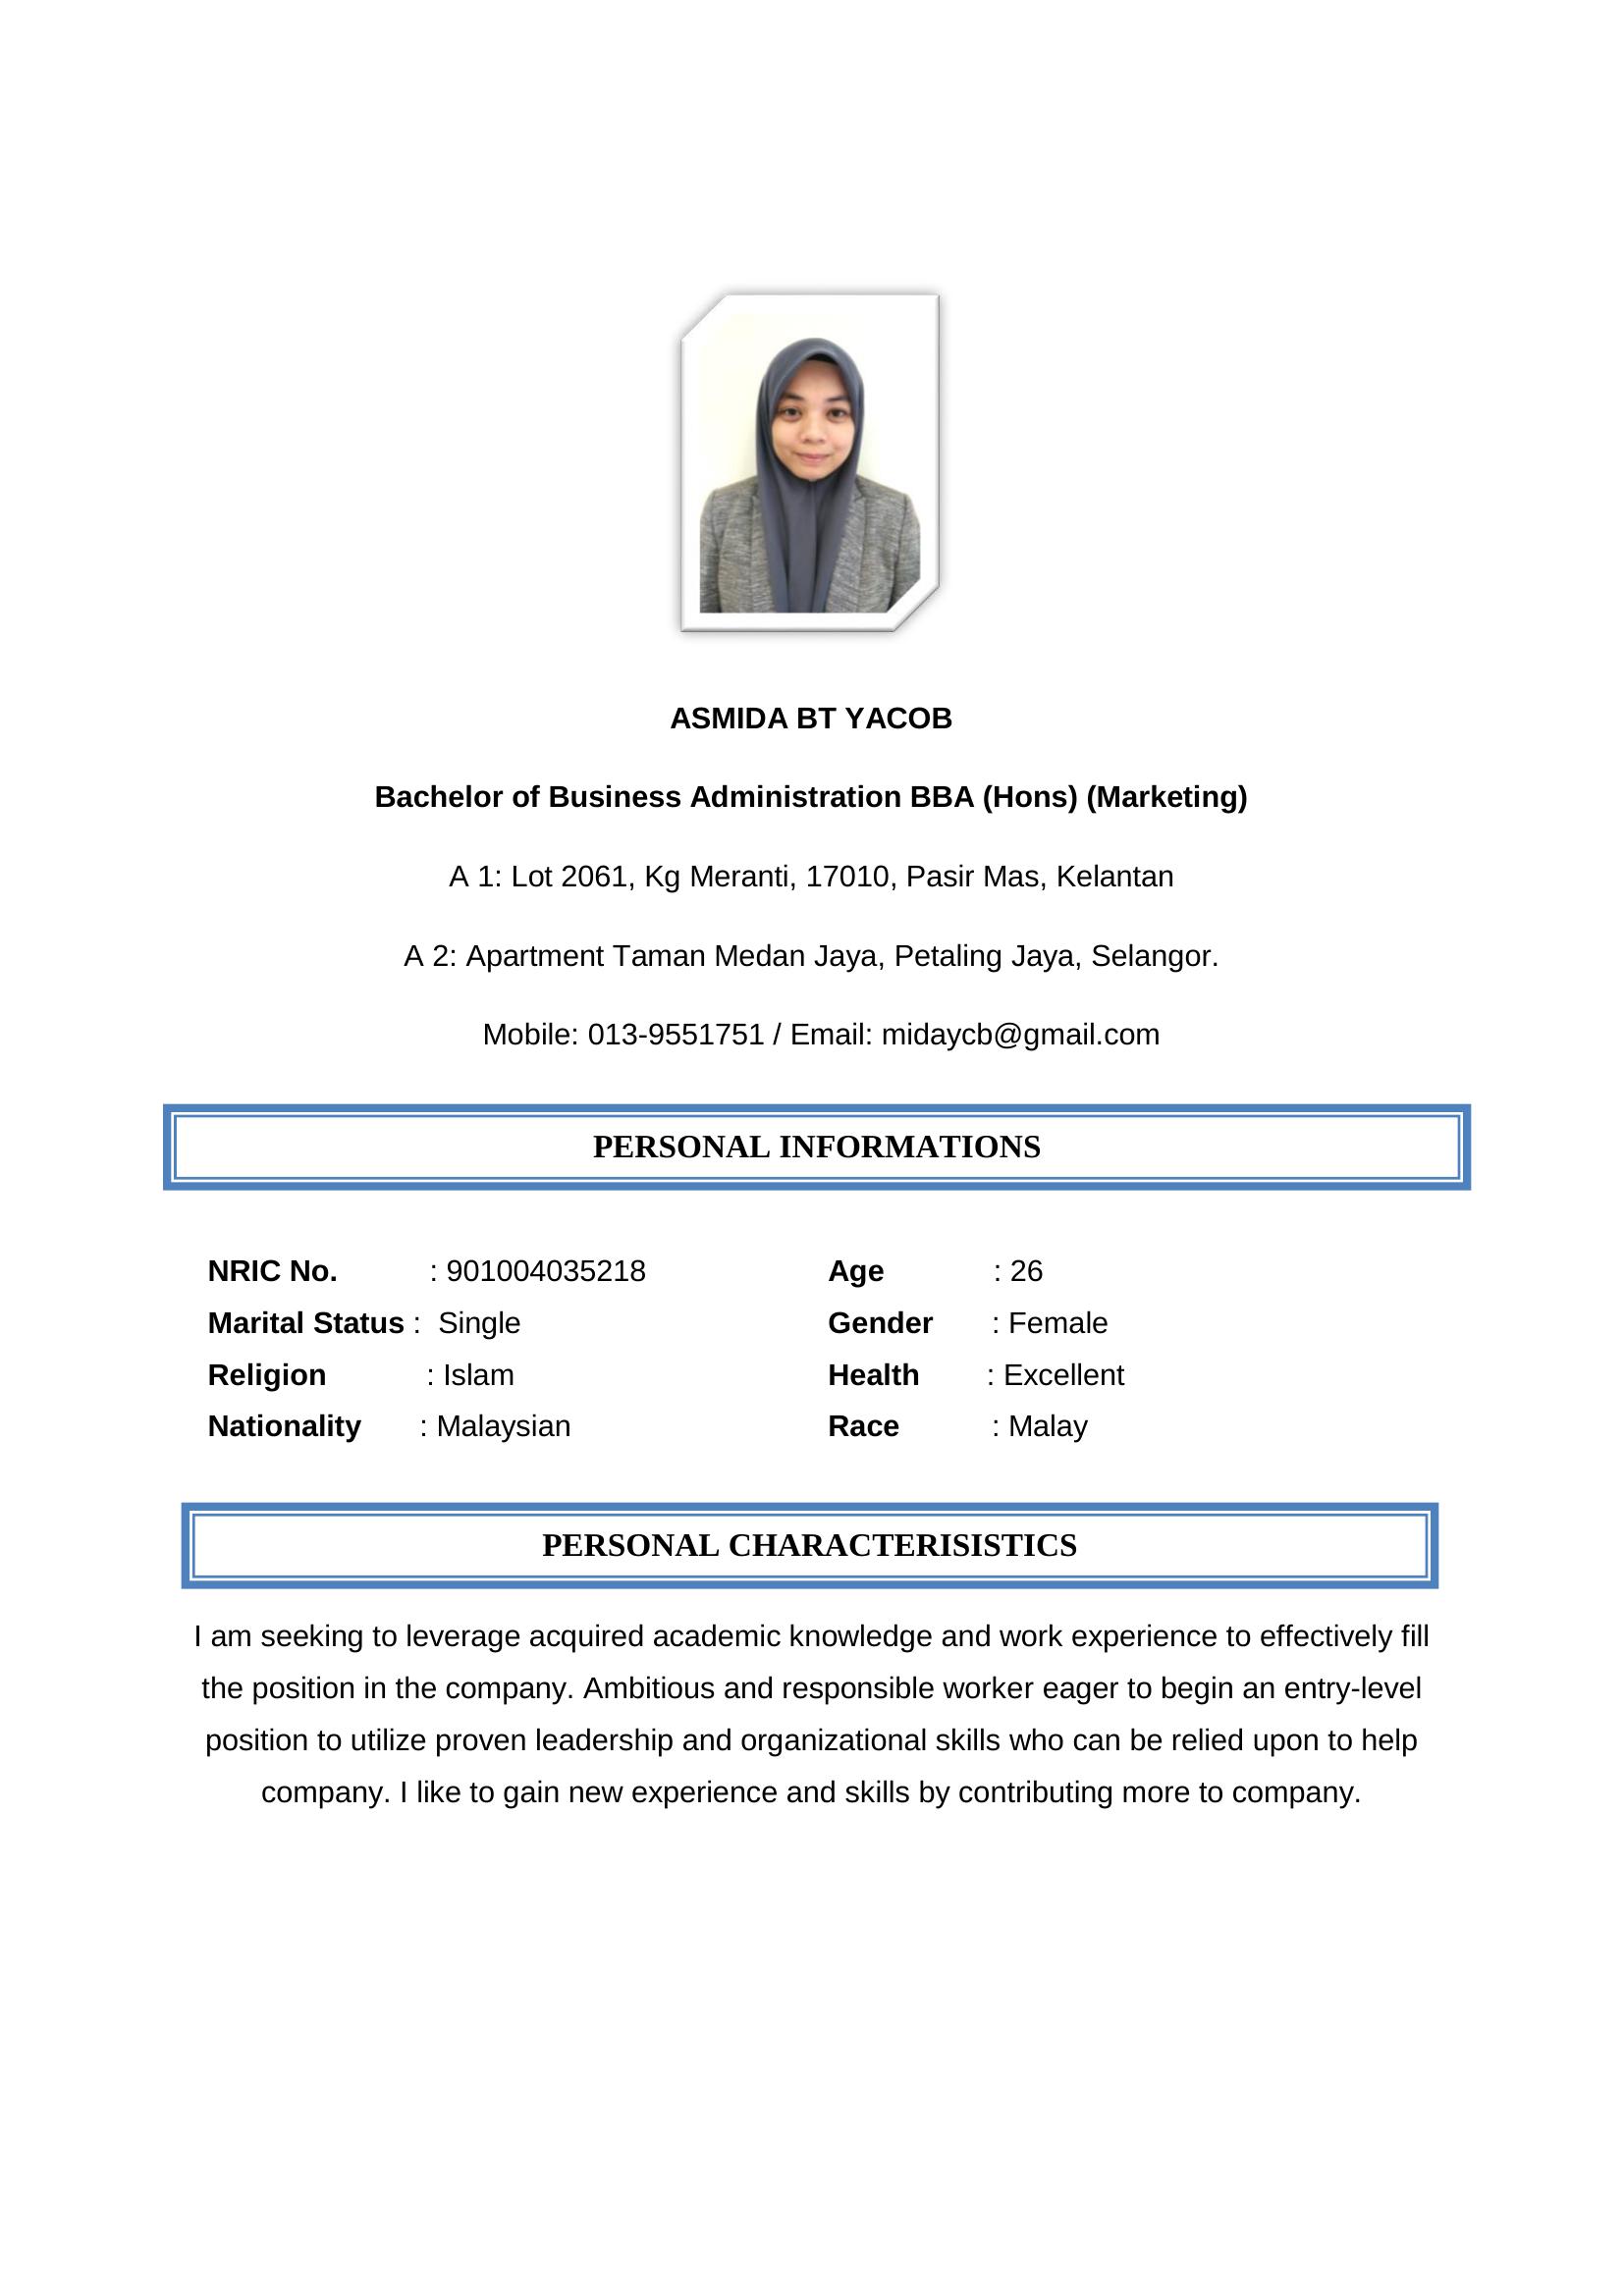 ASMIDA BT YACOB
Bachelor of Business Administration BBA (Hons) (Marketing)
A 1: Lot 2061, Kg Meranti, 17010, Pasir Mas, Kelantan
A 2: Apartment Taman Medan Jaya, Petaling Jaya, Selangor.
Mobile: 013-9551751 / Email: midaycb@gmail.com
PERSONAL INFORMATIONS
NRIC No. : 901004035218 Age : 26
Marital Status : Single Gender : Female
Religion : Islam Health : Excellent
Nationality : Malaysian Race : Malay
PERSONAL CHARACTERISISTICS
I am seeking to leverage acquired academic knowledge and work experience to effectively fill
the position in the company. Ambitious and responsible worker eager to begin an entry-level
position to utilize proven leadership and organizational skills who can be relied upon to help
company. I like to gain new experience and skills by contributing more to company.